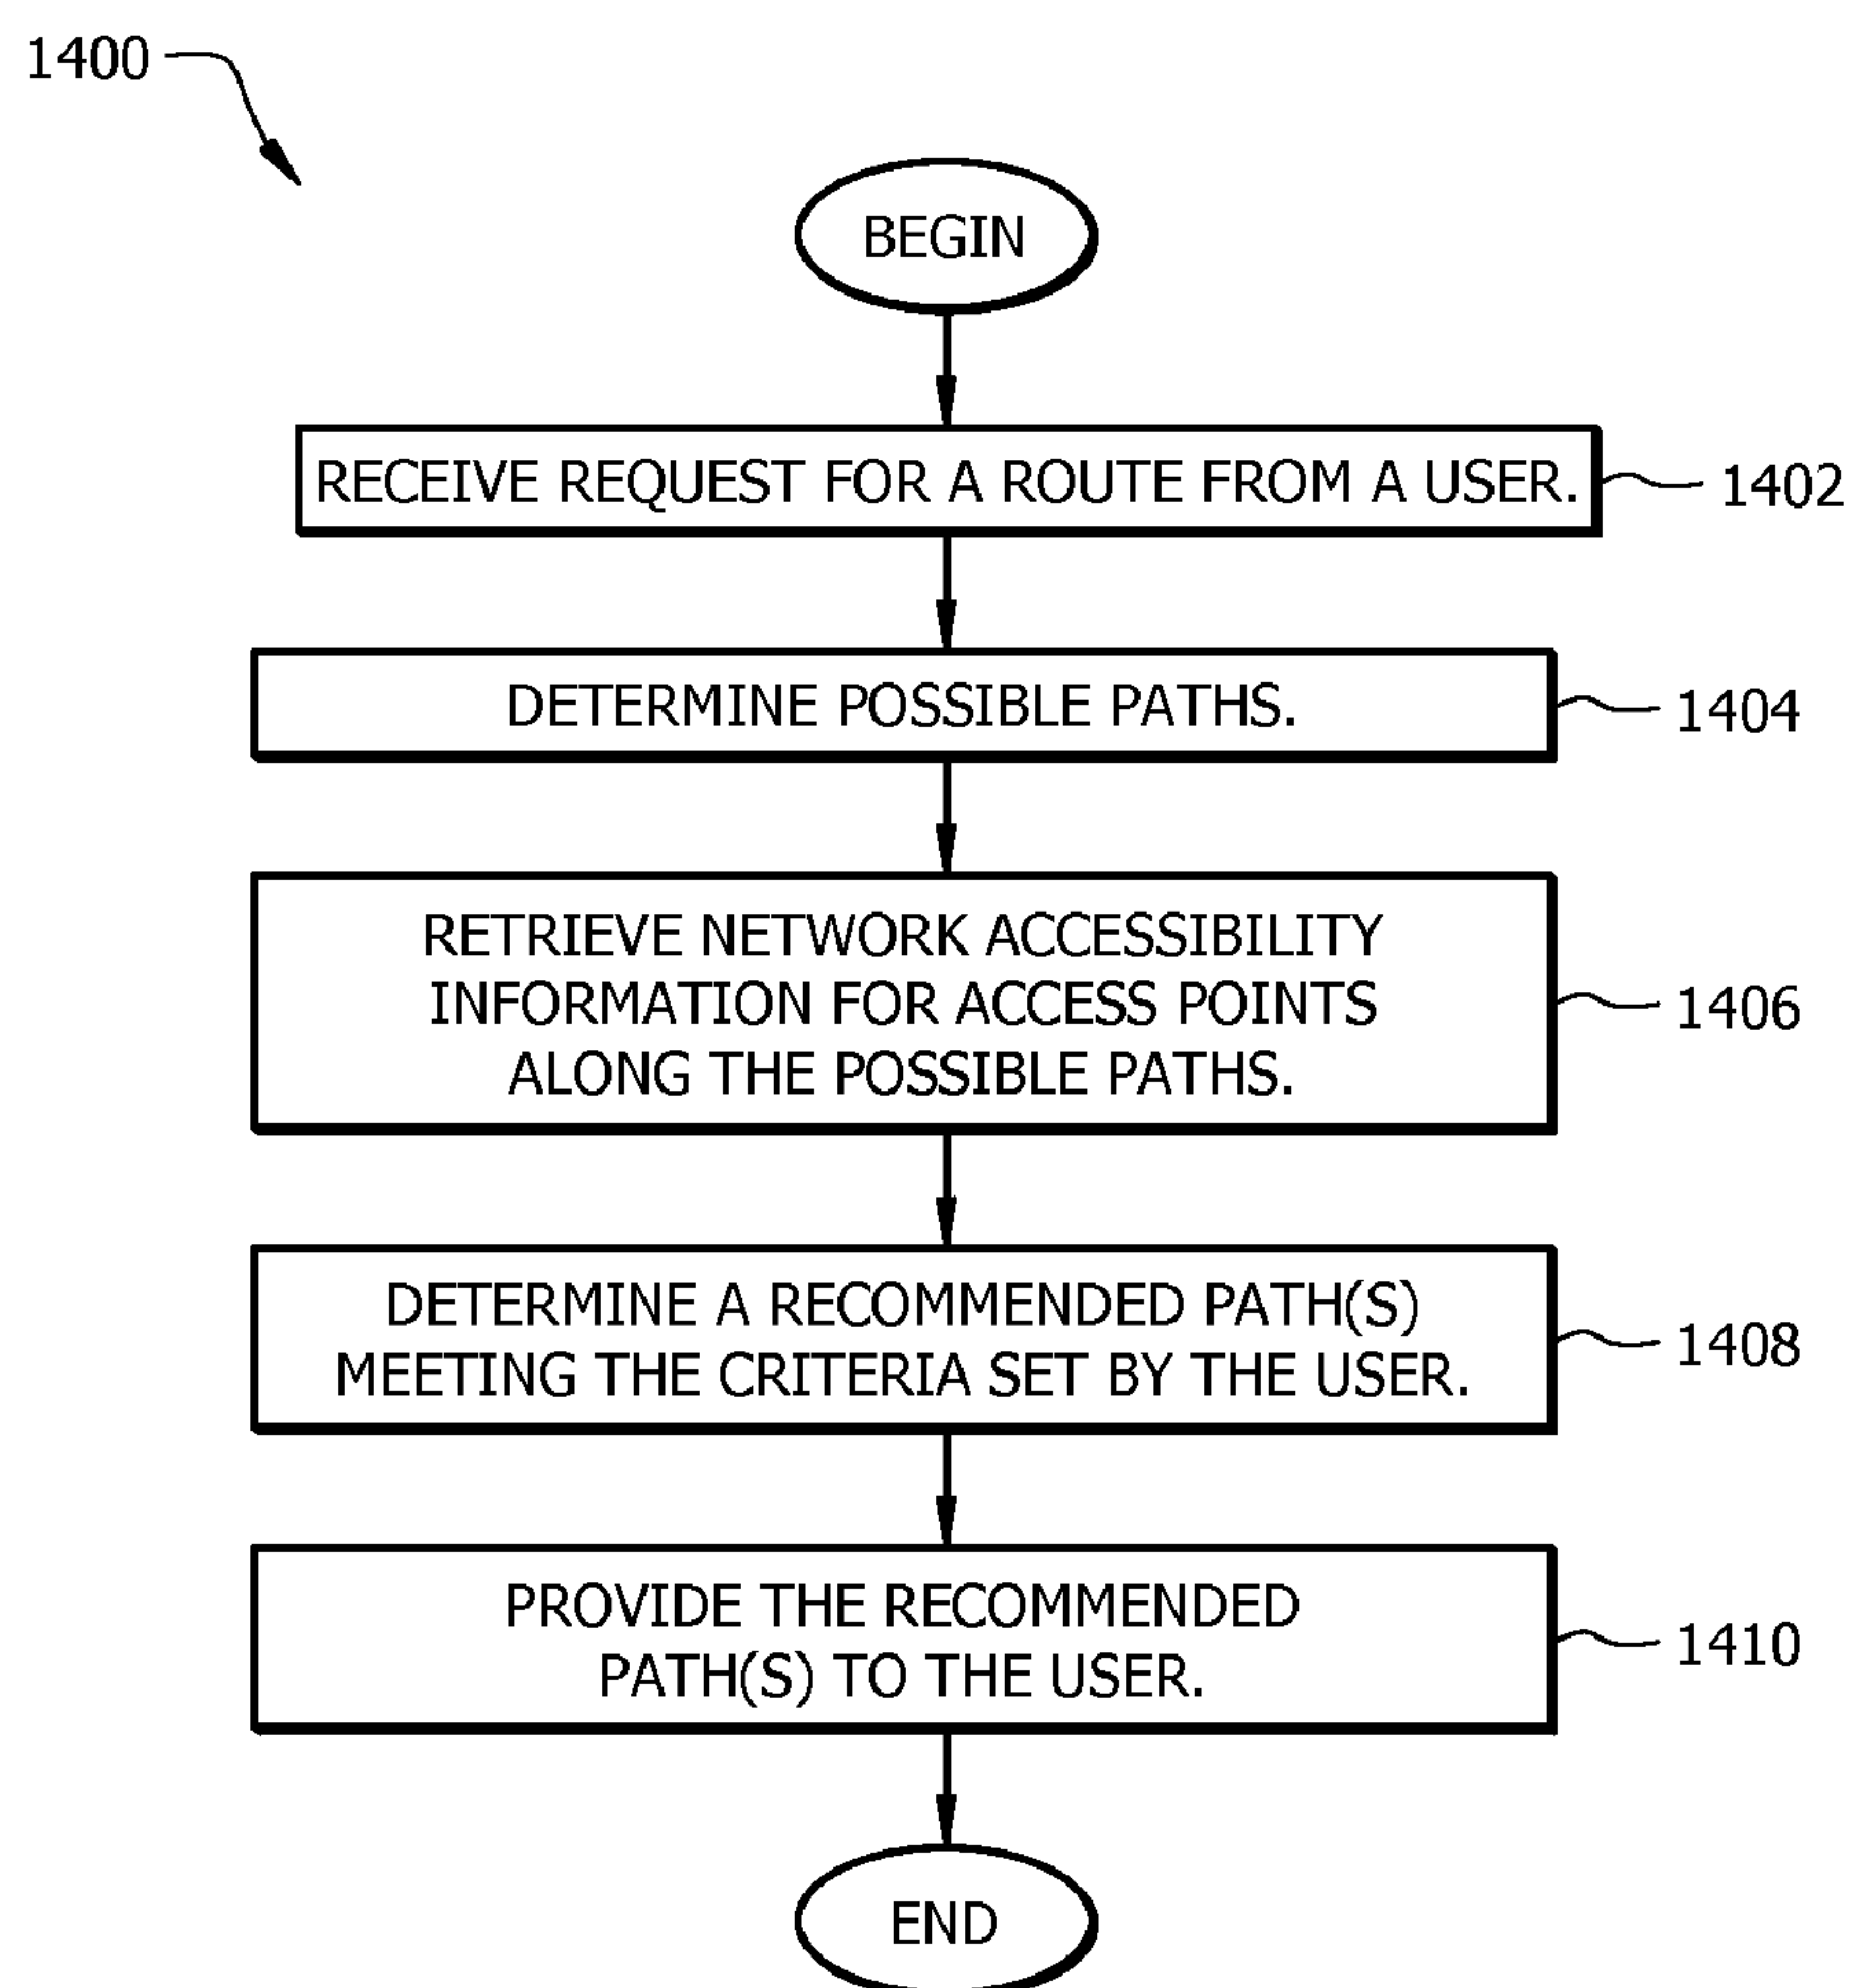 1400
BEGIN
RECEIVE REQUEST FOR A ROUTE FROM A USER.
1402
DETERMINE POSSIBLE PATHS.
1404
RETRIEVE NETWORK ACCESSIBILITY
INFORMATION FOR ACCESS POINTS
ALONG THE POSSIBLE PATHS.
1406
DETERMINE A RECOMMENDED PATH(S)
MEETING THE CRITERIA SET BY THE USER.
1408
PROVIDE THE RECOMMENDED
PATH(S) TO THE USER.
1410
END